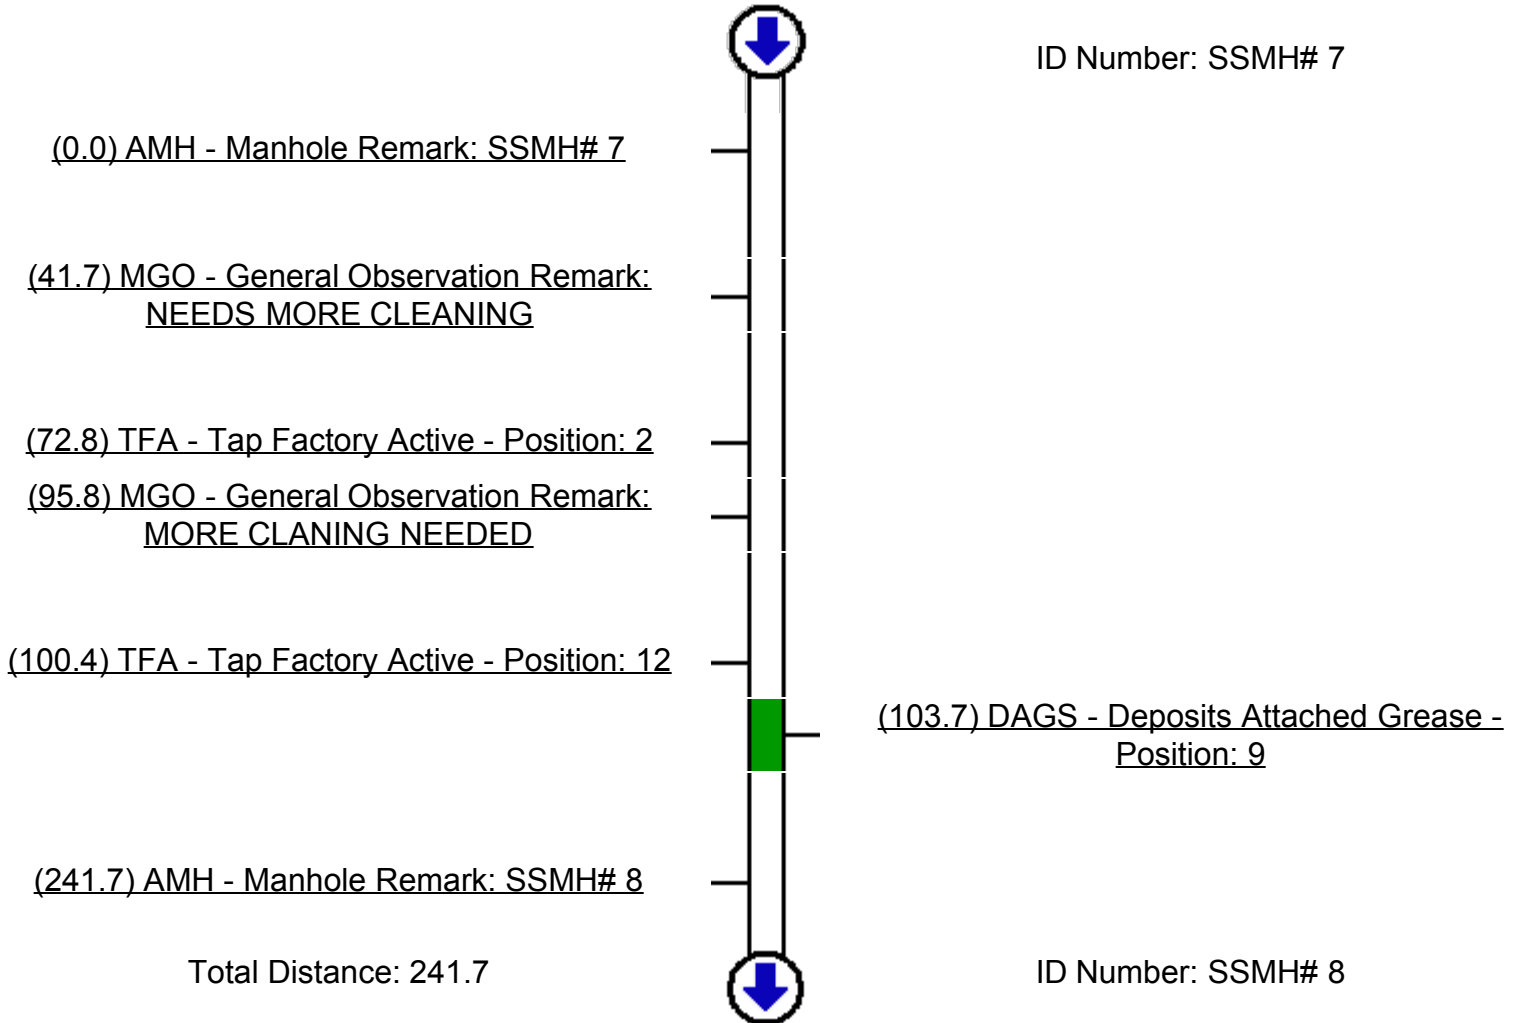 ID Number: SSMH# 7
(0.0) AMH - Manhole Remark: SSMH# 7
(41.7) MGO - General Observation Remark:
NEEDS MORE CLEANING
(72.8) TFA - Tap Factory Active - Position: 2
(95.8) MGO - General Observation Remark:
MORE CLANING NEEDED
(100.4) TFA - Tap Factory Active - Position: 12
(103.7) DAGS - Deposits Attached Grease -
Position: 9
(241.7) AMH - Manhole Remark: SSMH# 8
Total Distance: 241.7
ID Number: SSMH# 8